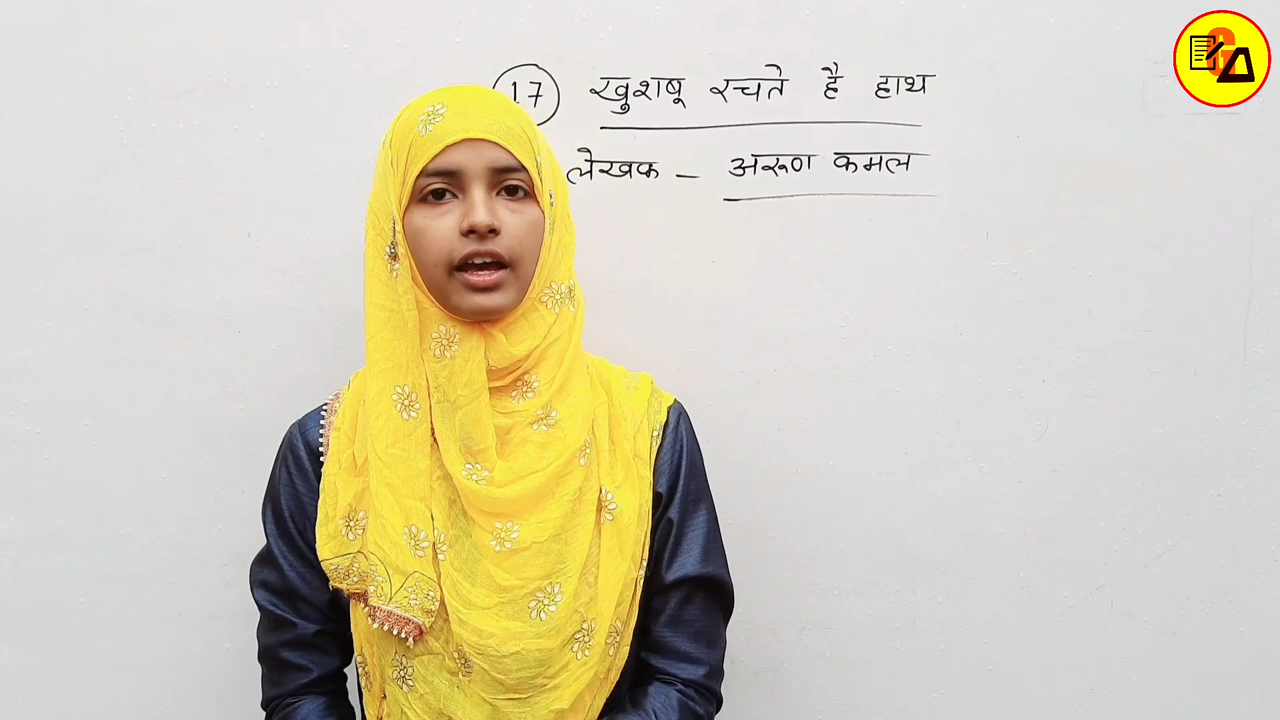 17 खुशबू रचते है हाथ
लेखक - अरुण कमल